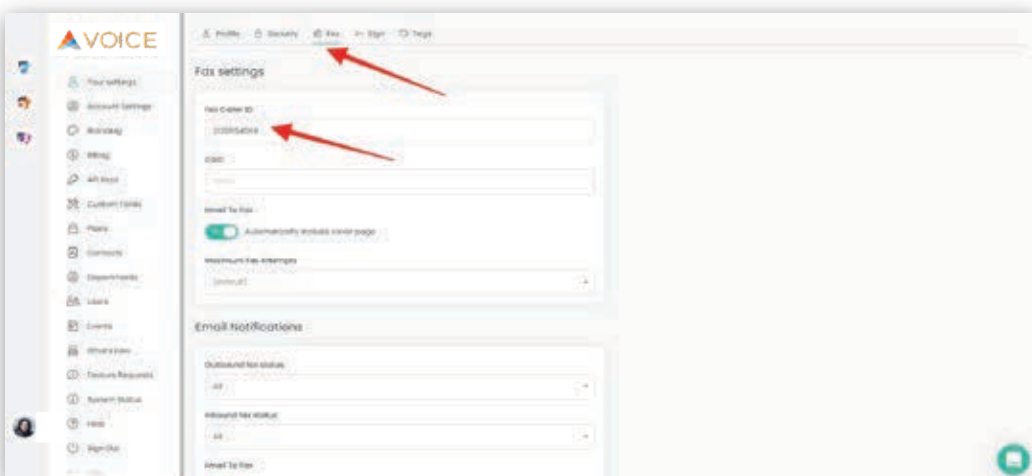 VOICE
Profile
Security
Fax
Sign
Tags
Your settings
Account Settings
Branding
Billing
API Keys
Custom Fields
Plans
Contacts
Departments
Users
Events
What's New
Feature Requests
System Status
Help
Sign Out
Fax settings
Fax Caller ID
CSID
Email To Fax
Automatically include cover page
Maximum Fax Attempts
(default)
Email Notifications
Outbound fax status
All
Inbound fax status
All
Email To Fax